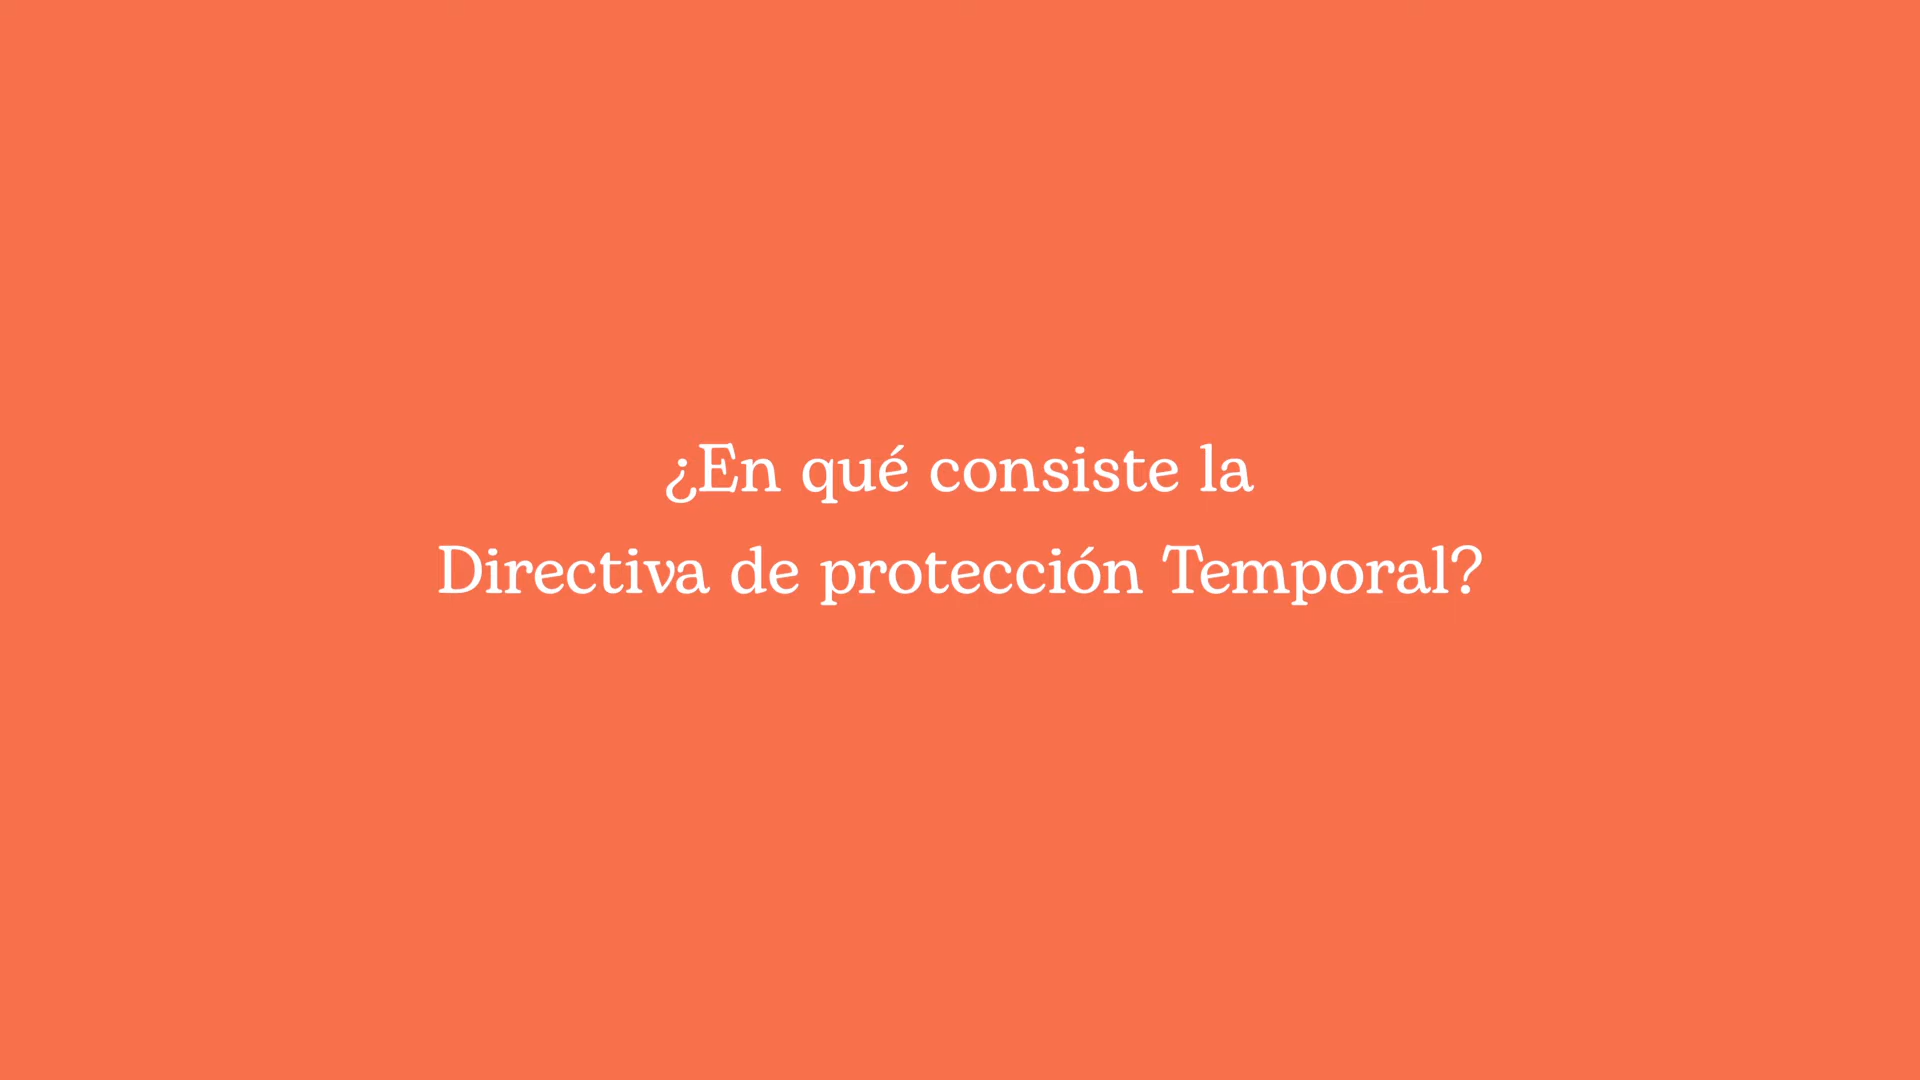 ¿En qué consiste la
Directiva de protección Temporal?